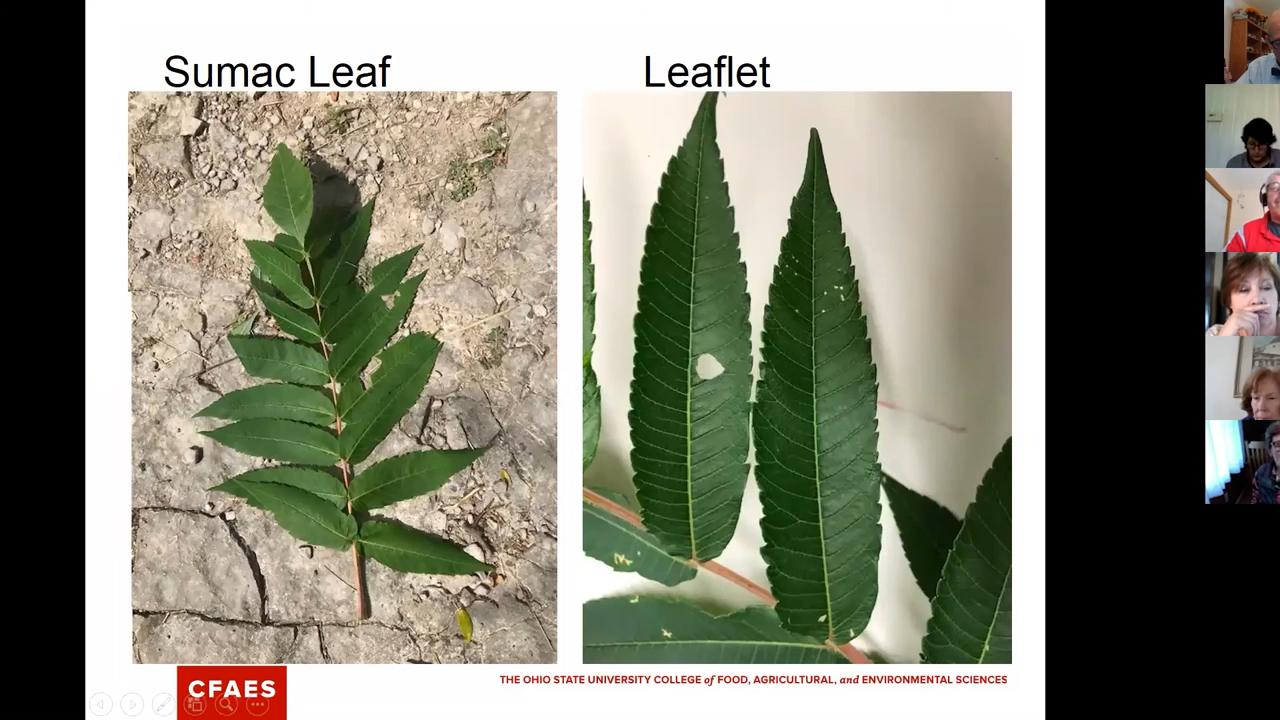 Sumac Leaf
Leaflet
CFAES
THE OHIO STATE UNIVERSITY COLLEGE of FOOD, AGRICULTURAL, and ENVIRONMENTAL SCIENCES